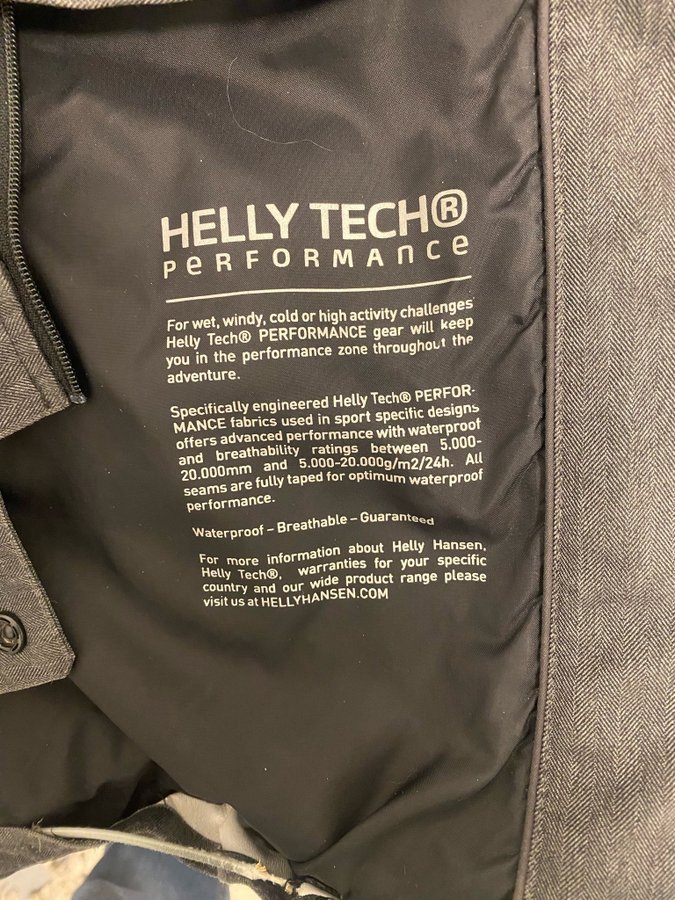 HELLY TECH®
PERFORMANCE
For wet, windy, cold or high activity challenges
Helly Tech® PERFORMANCE gear will keep
you in the performance zone throughout the
adventure.
Specifically engineered Helly Tech® PERFOR-
MANCE fabrics used in sport specific designs
offers advanced performance with waterproof
and breathability ratings between 5.000-
20.000mm and 5.000-20.000g/m2/24h. All
seams are fully taped for optimum waterproof
performance.
Waterproof – Breathable – Guaranteed
For more information about Helly Hansen,
Helly Tech®, warranties for your specific
country and our wide product range please
visit us at HELLYHANSEN.COM